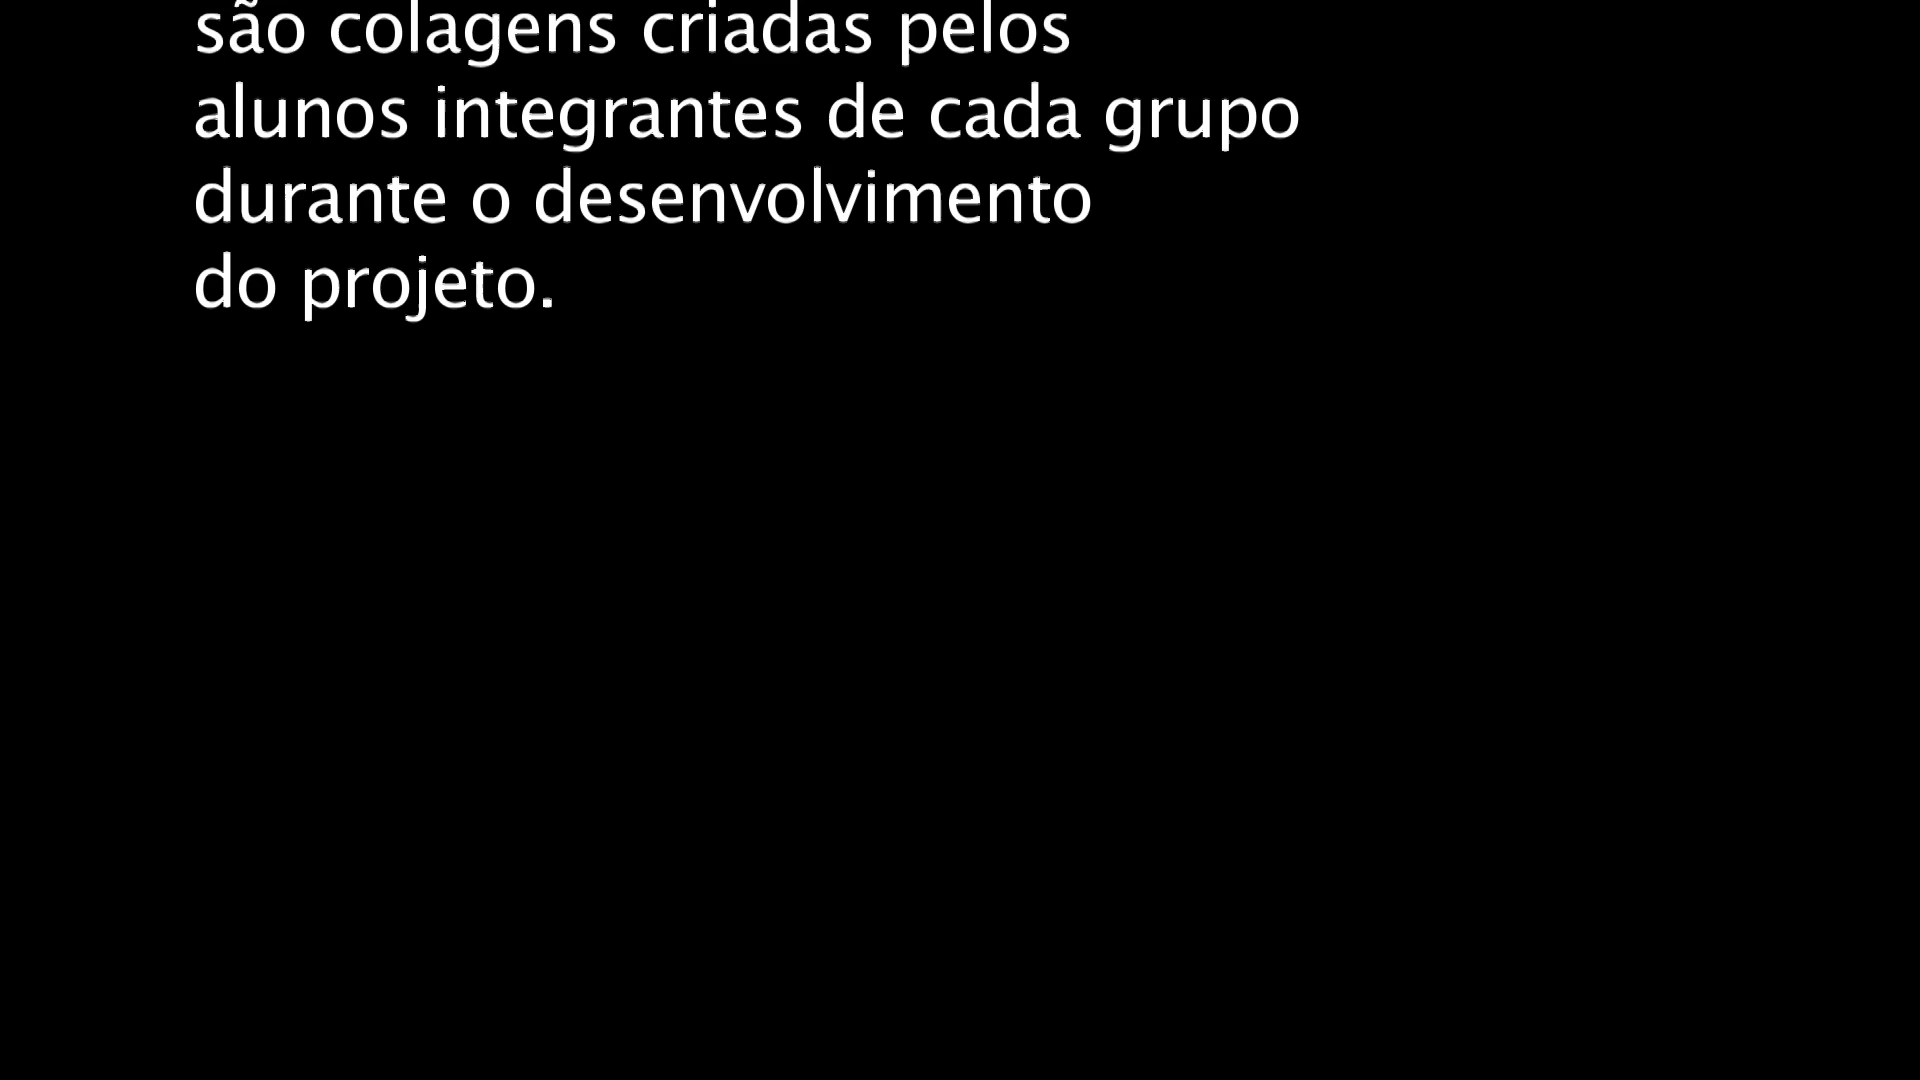 são colagens criadas pelos
alunos integrantes de cada grupo
durante o desenvolvimento
do projeto.